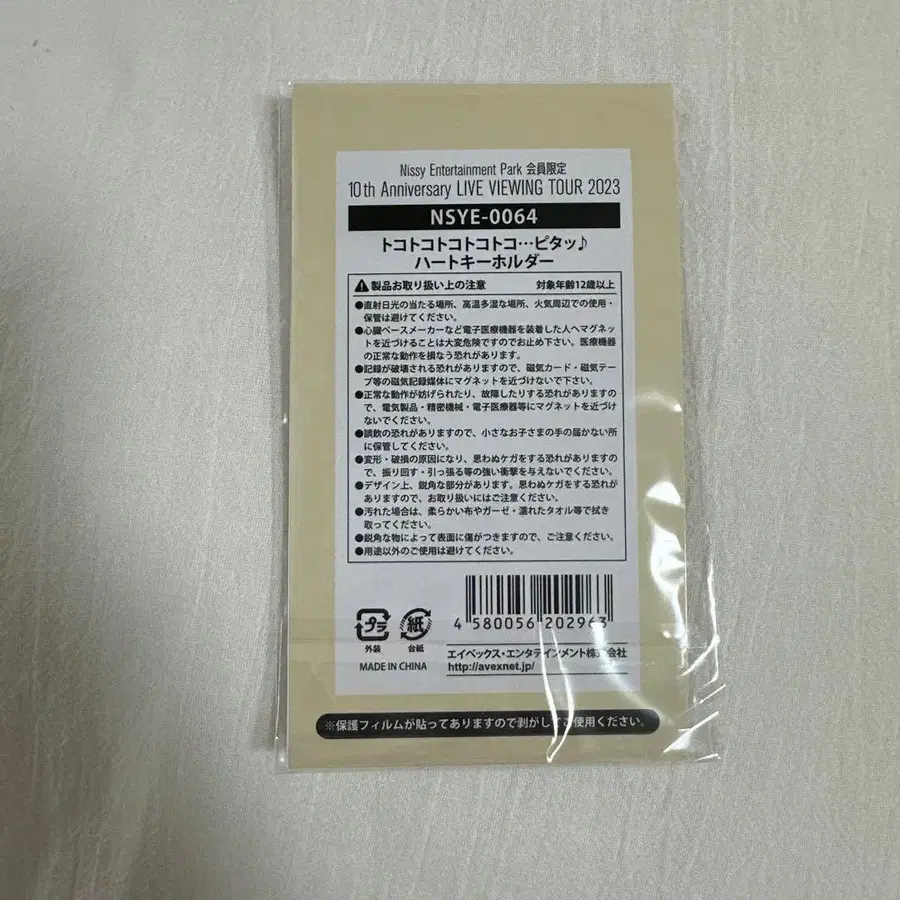 Nissy Entertainment Park 会員限定
10th Anniversary LIVE VIEWING TOUR 2023
NSYE-0064
トコトコトコトコトコ…ピタッ♪
ハートキーホルダー
⚠製品お取り扱い上の注意 対象年齢12歳以上
●直射日光の当たる場所、高温多湿な場所、火気周辺での使用・
保管は避けてください。
●心臓ペースメーカーなど電子医療機器を装着した人へマグネッ
トを近づけることは大変危険ですのでお止め下さい。医療機器
の正常な動作を損なう恐れがあります。
●記録が破壊される恐れがありますので、磁気カード・磁気テー
プ等の磁気記録媒体にマグネットを近づけないで下さい。
●正常な動作が妨げられたり、故障したりする恐れがありますの
で、電気製品・精密機械・電子医療器等にマグネットを近づけ
ないでください。
●誤飲の恐れがありますので、小さなお子さまの手の届かない所
に保管してください。
●変形・破損の原因になり、思わぬケガをする恐れがありますの
で、振り回す・引っ張る等の強い衝撃を与えないでください。
●デザイン上、鋭角な部分があります。思わぬケガをする恐れが
ありますので、お取り扱いにはご注意ください。
●汚れた場合は、柔らかい布やガーゼ・濡れたタオル等で拭き
取ってください。
●鋭角な物によって表面に傷がつきますので、ご注意ください。
●用途以外のご使用は避けてください。
プラ 紙
外装 台紙
4 580056 202963
MADE IN CHINA
エイベックス・エンタテインメント株式会社
http://avexnet.jp/
※保護フィルムが貼ってありますので剥がしてご使用ください。